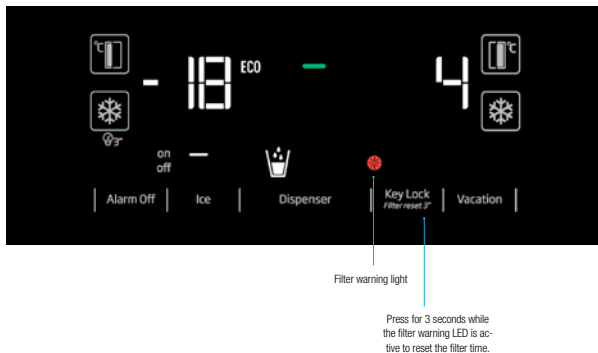 °C
°C
- 18 ECO 4
3"
on
off
Alarm Off Ice Dispenser Key Lock Vacation
Filter reset 3"
Filter warning light
Press for 3 seconds while
the filter warning LED is ac-
tive to reset the filter time.